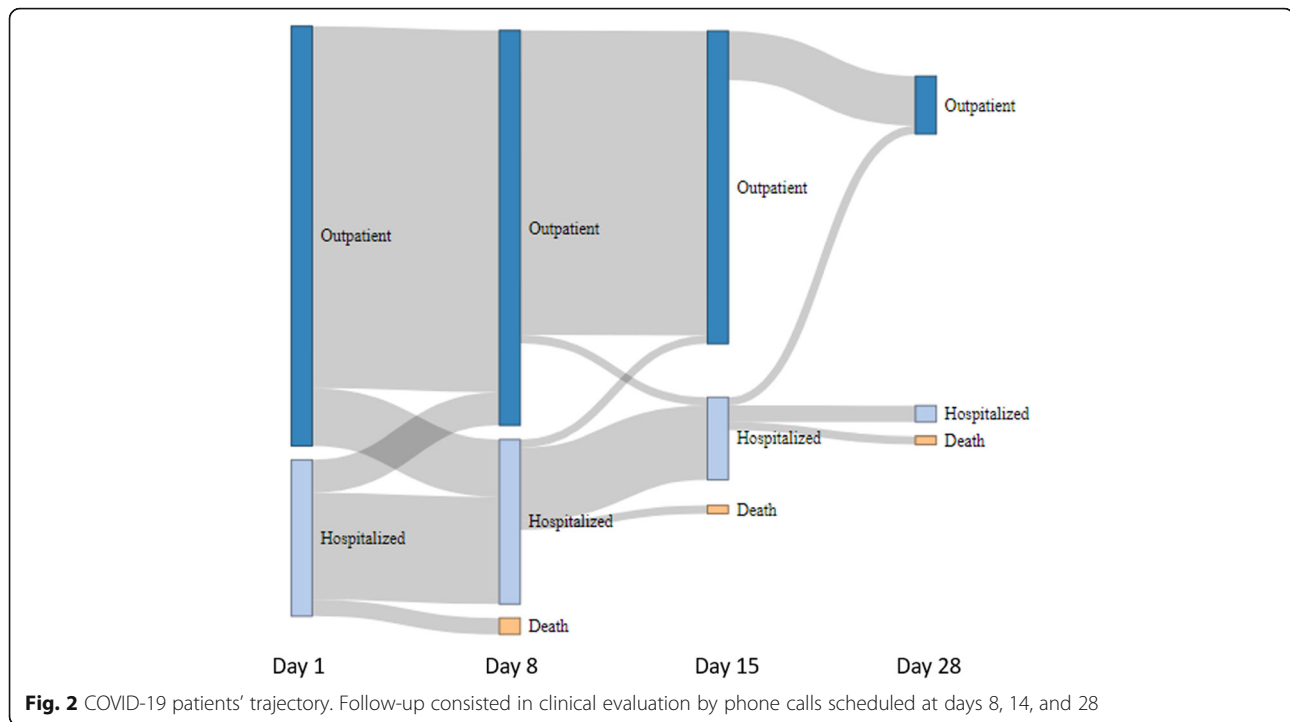 Outpatient
Outpatient
Outpatient
Outpatient
Hospitalized
Death
Hospitalized
Death
Hospitalized
Hospitalized
Death
Day 1
Day 8
Day 15
Day 28
Fig. 2 COVID-19 patients’ trajectory. Follow-up consisted in clinical evaluation by phone calls scheduled at days 8, 14, and 28